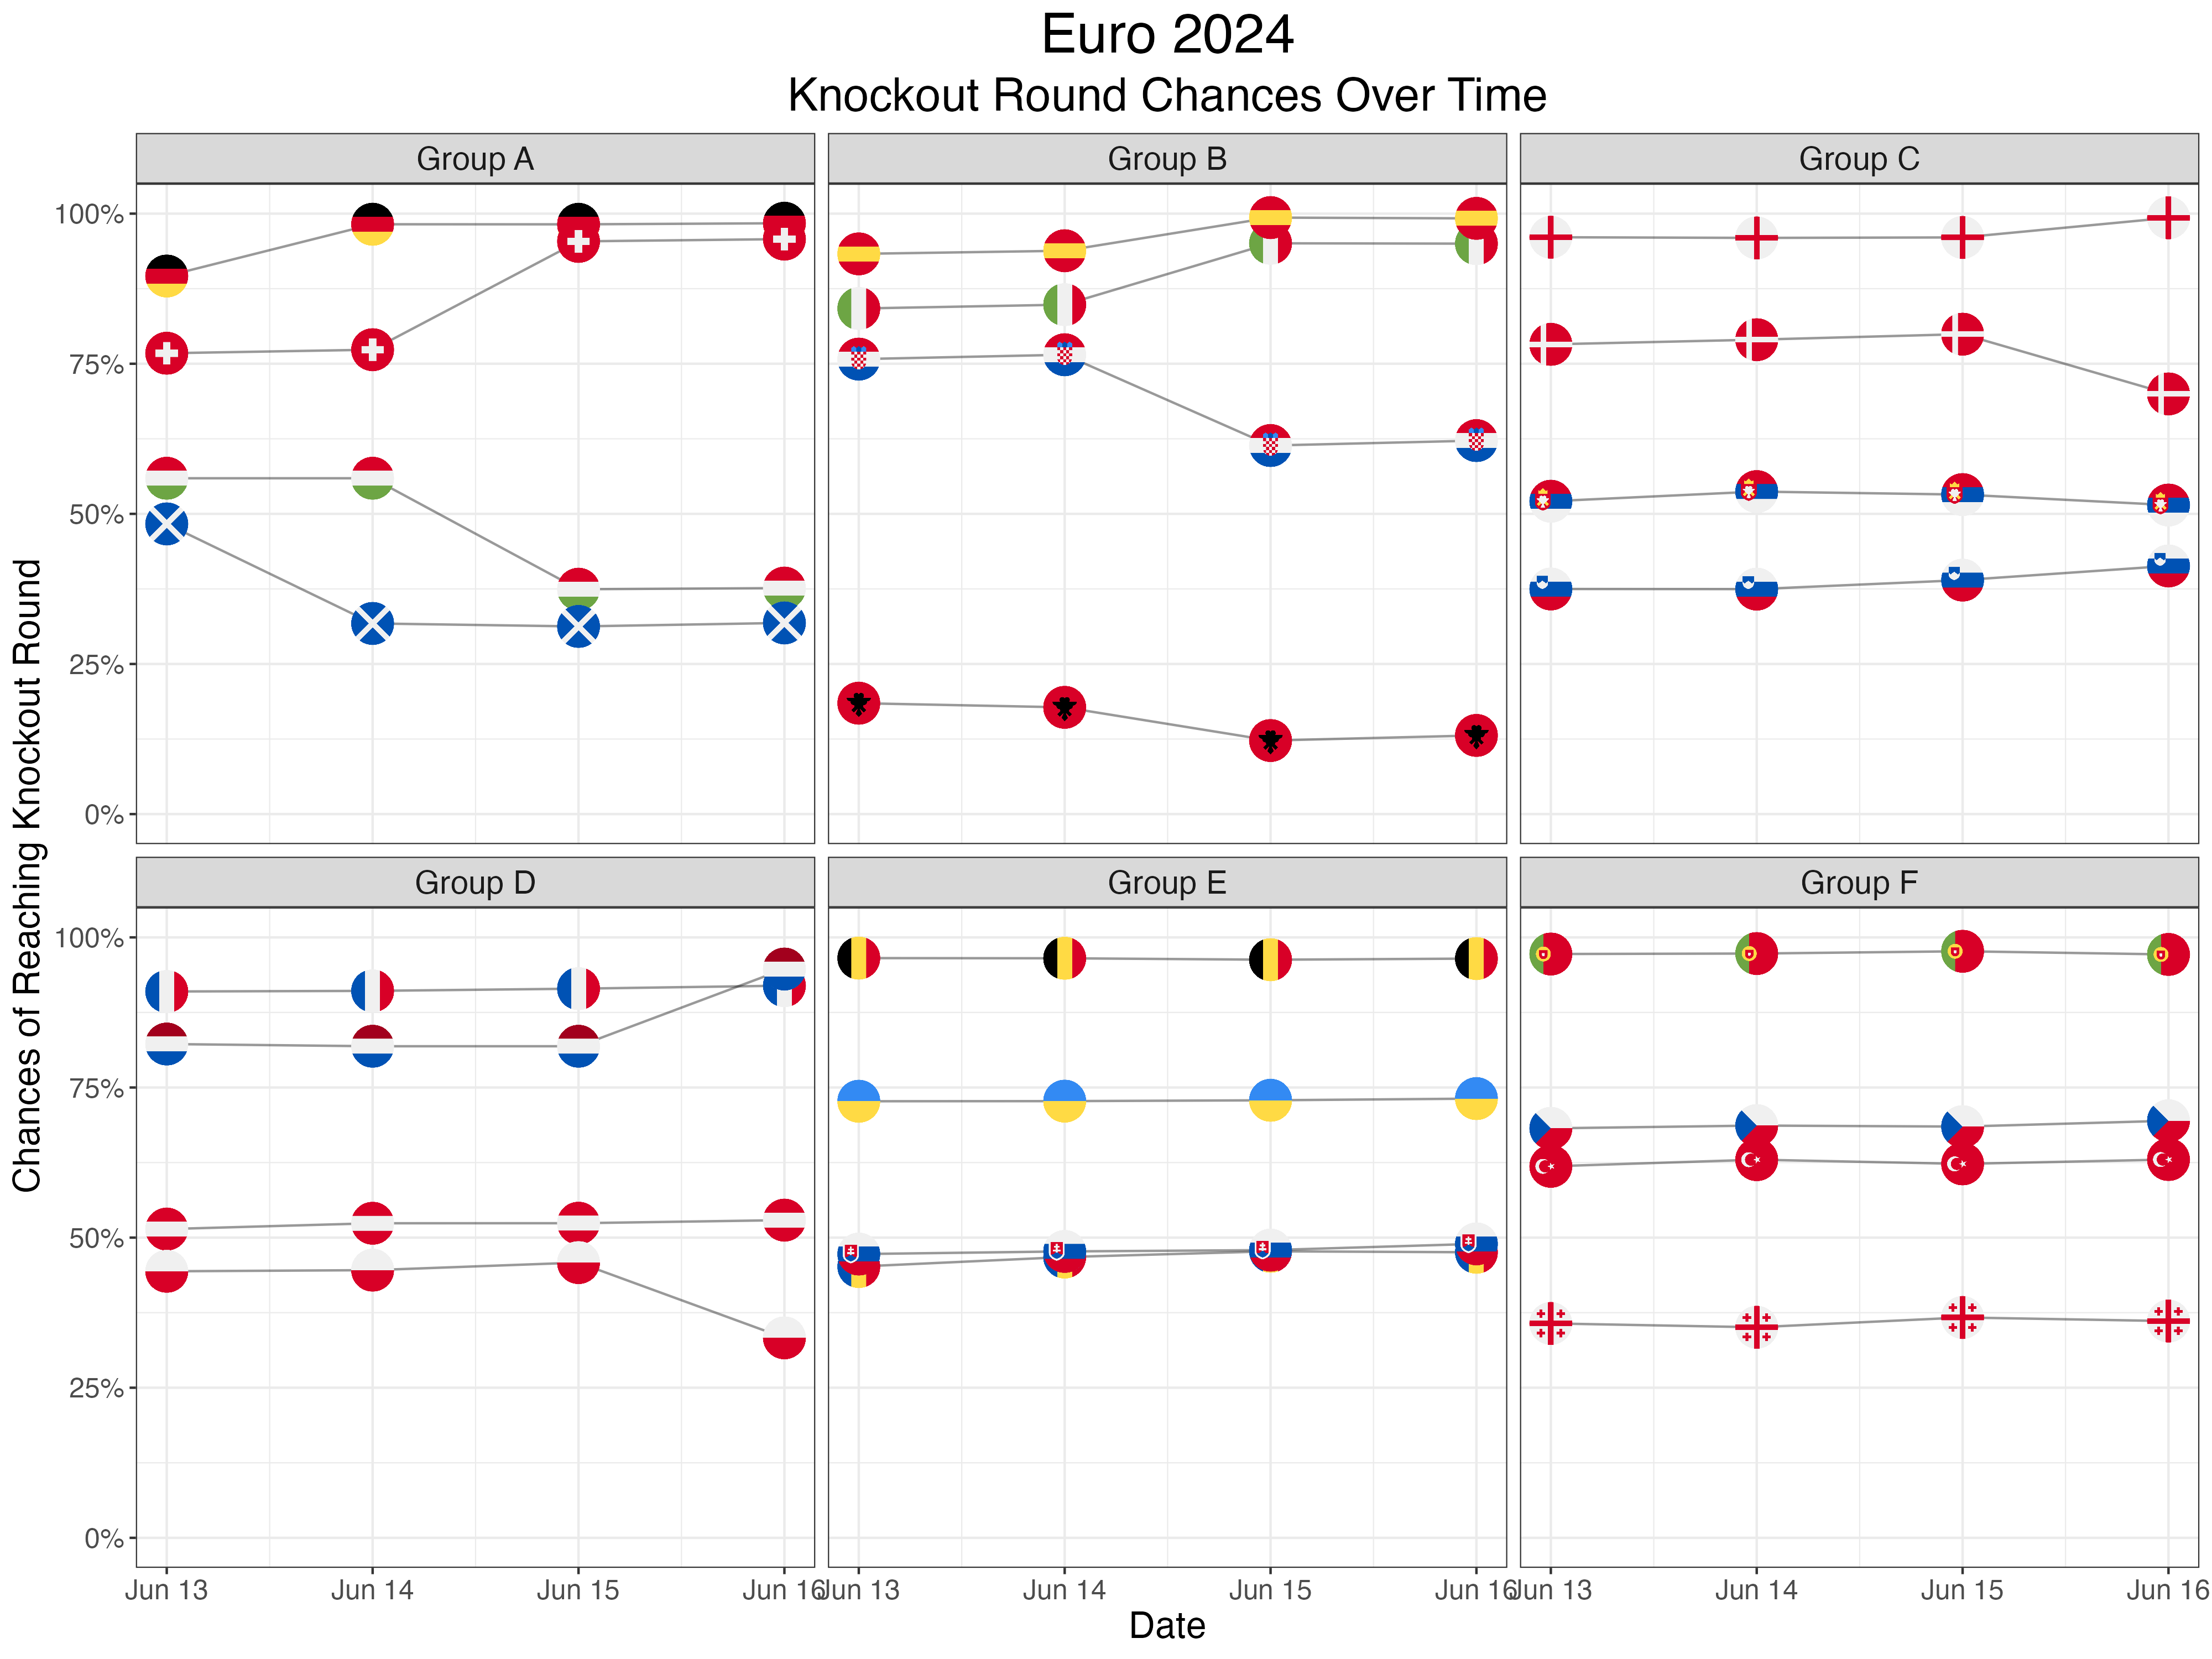 Euro 2024
Knockout Round Chances Over Time
Group A
Group B
Group C
100%
75%
50%
25%
0%
Chances of Reaching Knockout Round
Group D
Group E
Group F
100%
75%
50%
25%
0%
Jun 13
Jun 14
Jun 15
Jun 16
Jun 13
Jun 14
Jun 15
Jun 16
Jun 13
Jun 14
Jun 15
Jun 16
Date